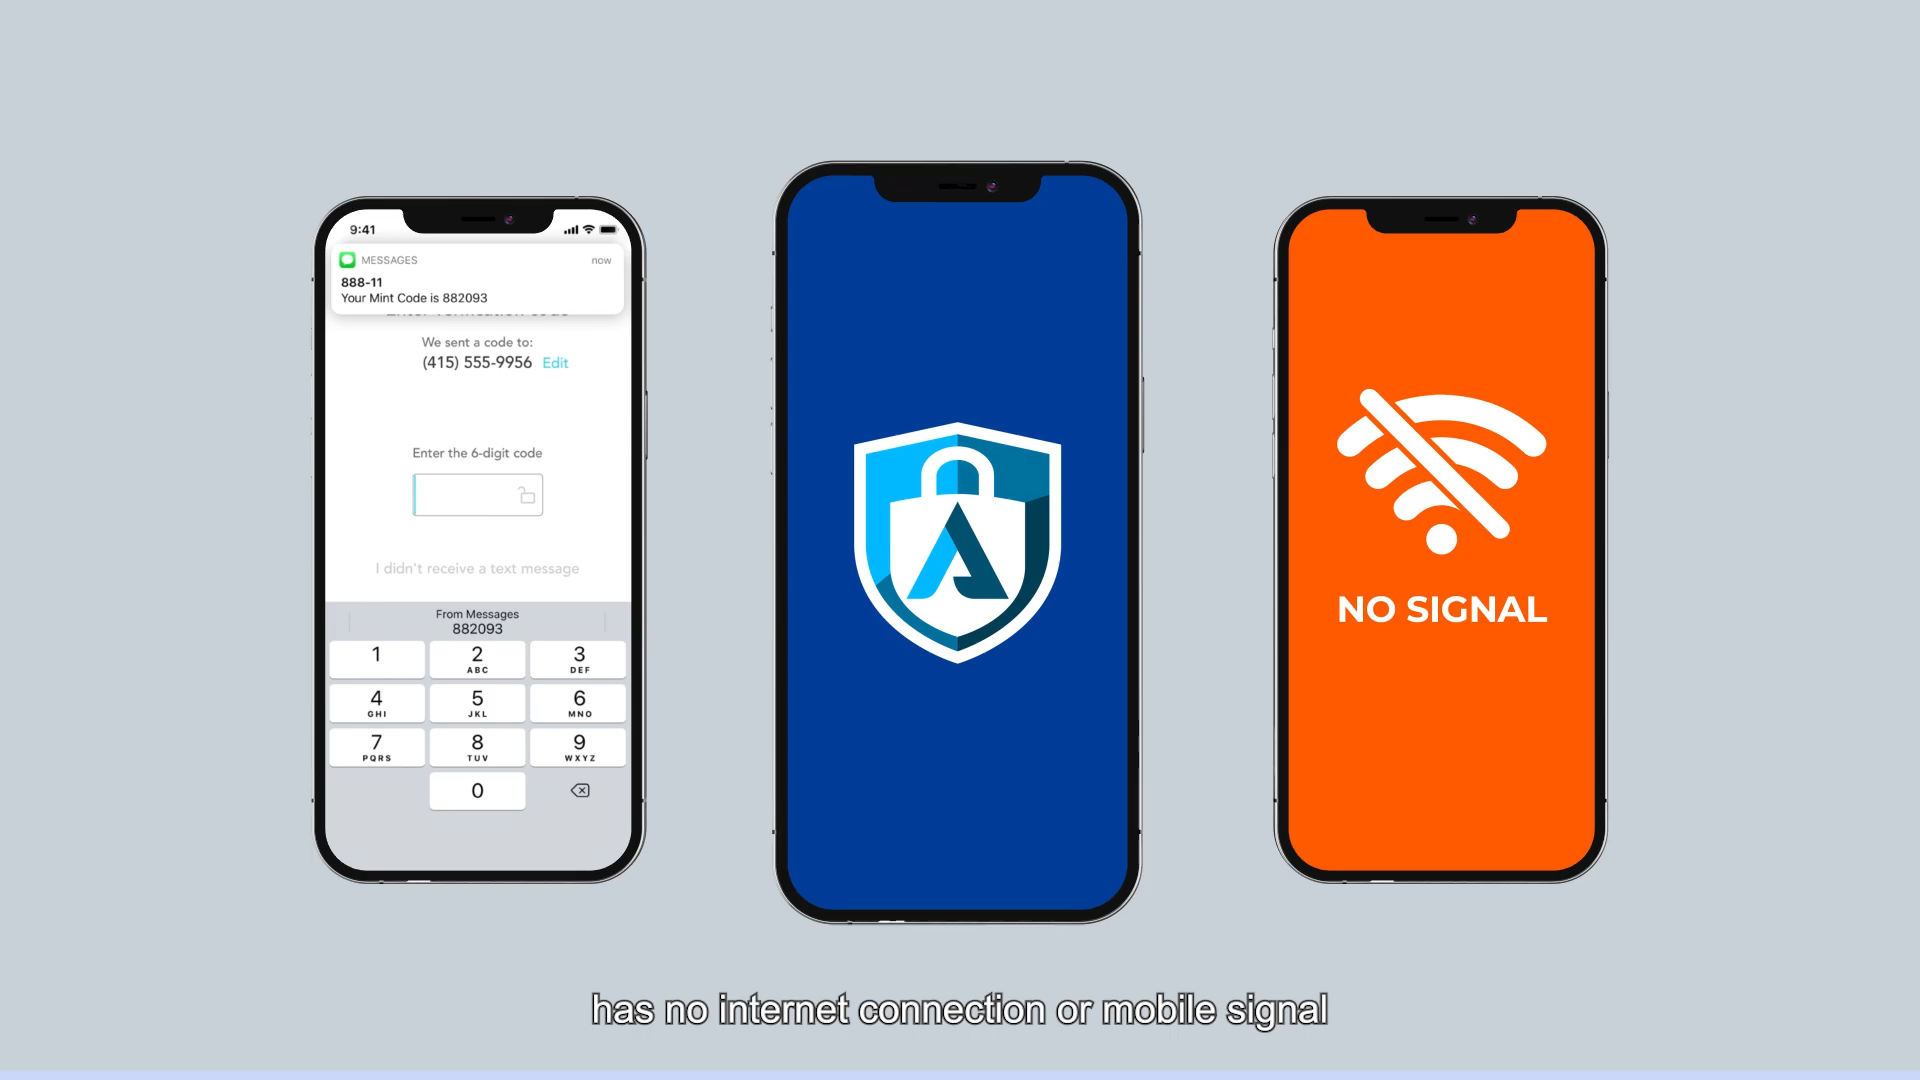 9:41
MESSAGES
now
888-11
Your Mint Code is 882093
We sent a code to:
(415) 555-9956 Edit
Enter the 6-digit code
I didn't receive a text message
From Messages
882093
1
2
ABC
3
DEF
4
GHI
5
JKL
6
MNO
7
PQRS
8
TUV
9
WXYZ
0
NO SIGNAL
has no internet connection or mobile signal